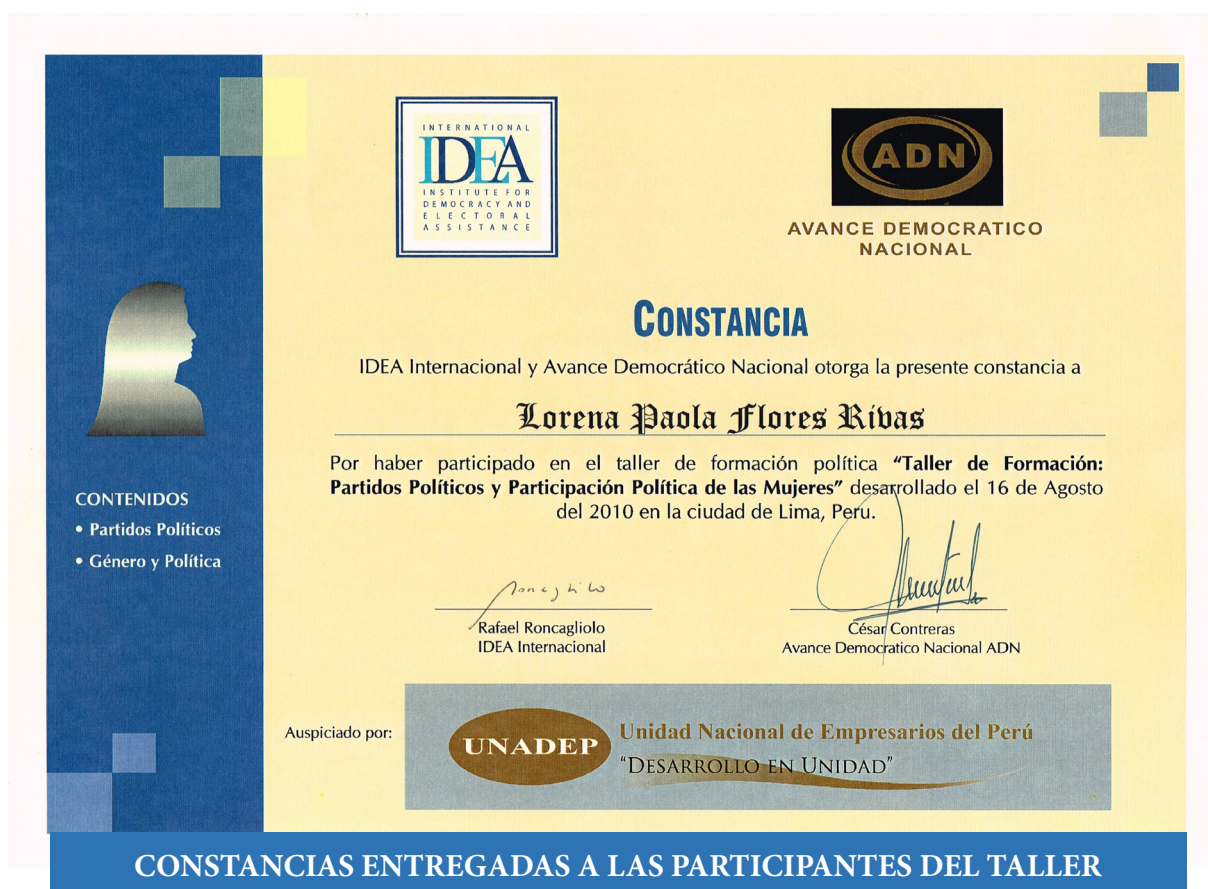 INTERNATIONAL
IDEA
INSTITUTE FOR
DEMOCRACY AND
ELECTORAL
ASSISTANCE
ADN
AVANCE DEMOCRATICO
NACIONAL
CONSTANCIA
IDEA Internacional y Avance Democrático Nacional otorga la presente constancia a
Lorena Paola Flores Rivas
Por haber participado en el taller de formación política “Taller de Formación:
Partidos Políticos y Participación Política de las Mujeres” desarrollado el 16 de Agosto
del 2010 en la ciudad de Lima, Peru.
CONTENIDOS
• Partidos Políticos
• Género y Política
Rafael Roncagliolo
IDEA Internacional
César Contreras
Avance Democratico Nacional ADN
Auspiciado por:
UNADEP
Unidad Nacional de Empresarios del Perú
“DESARROLLO EN UNIDAD”
CONSTANCIAS ENTREGADAS A LAS PARTICIPANTES DEL TALLER